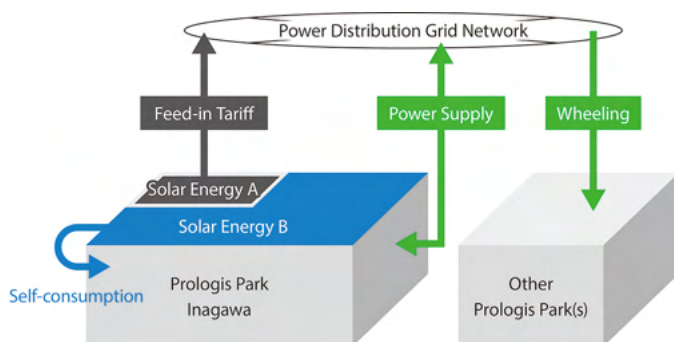 Power Distribution Grid Network
Feed-in Tariff
Power Supply
Wheeling
Solar Energy A
Solar Energy B
Self-consumption
Prologis Park
Inagawa
Other
Prologis Park(s)